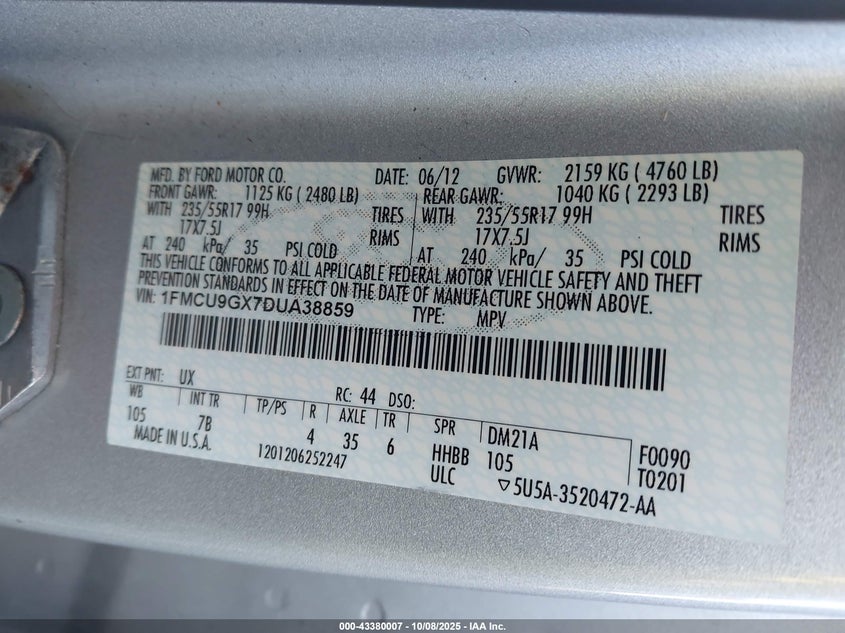 MFD. BY FORD MOTOR CO. DATE: 06/12 GVWR: 2159 KG ( 4760 LB)
FRONT GAWR: 1125 KG ( 2480 LB) REAR GAWR: 1040 KG ( 2293 LB)
WITH 235/55R17 99H TIRES WITH 235/55R17 99H TIRES
17X7.5J RIMS 17X7.5J RIMS
AT 240 kPa/ 35 PSI COLD AT 240 kPa/ 35 PSI COLD
THIS VEHICLE CONFORMS TO ALL APPLICABLE FEDERAL MOTOR VEHICLE SAFETY AND THEFT
PREVENTION STANDARDS IN EFFECT ON THE DATE OF MANUFACTURE SHOWN ABOVE.
VIN: 1FMCU9GX7DUA38859 TYPE: MPV
EXT PNT: UX RC: 44 DSO:
WB INT TR TP/PS R AXLE TR SPR DM21A F0090
105 7B 4 35 6 HHBB 105 T0201
MADE IN U.S.A. 1201206252247 ULC ▽5U5A-3520472-AA
000-43380007 - 10/08/2025 - IAA Inc.